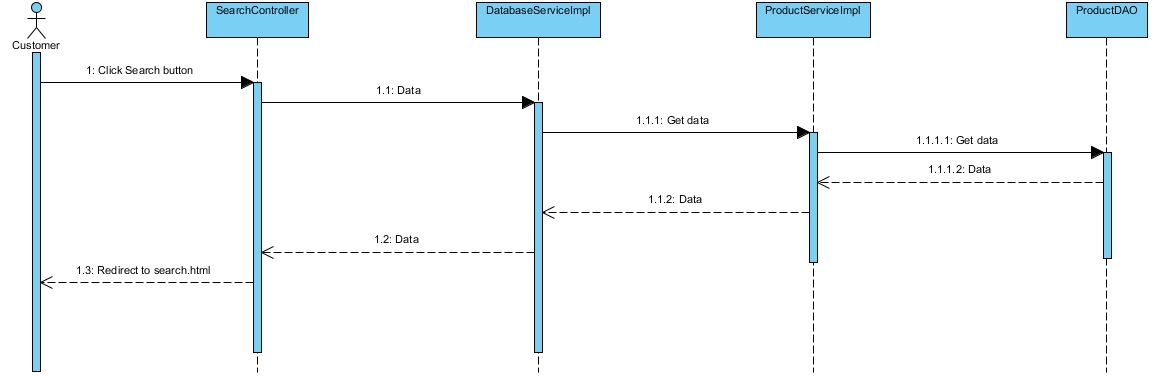 SearchController
DatabaseServiceImpl
ProductServiceImpl
ProductDAO
Customer
1: Click Search button
1.1: Data
1.1.1: Get data
1.1.1.1: Get data
1.1.1.2: Data
1.1.2: Data
1.2: Data
1.3: Redirect to search.html